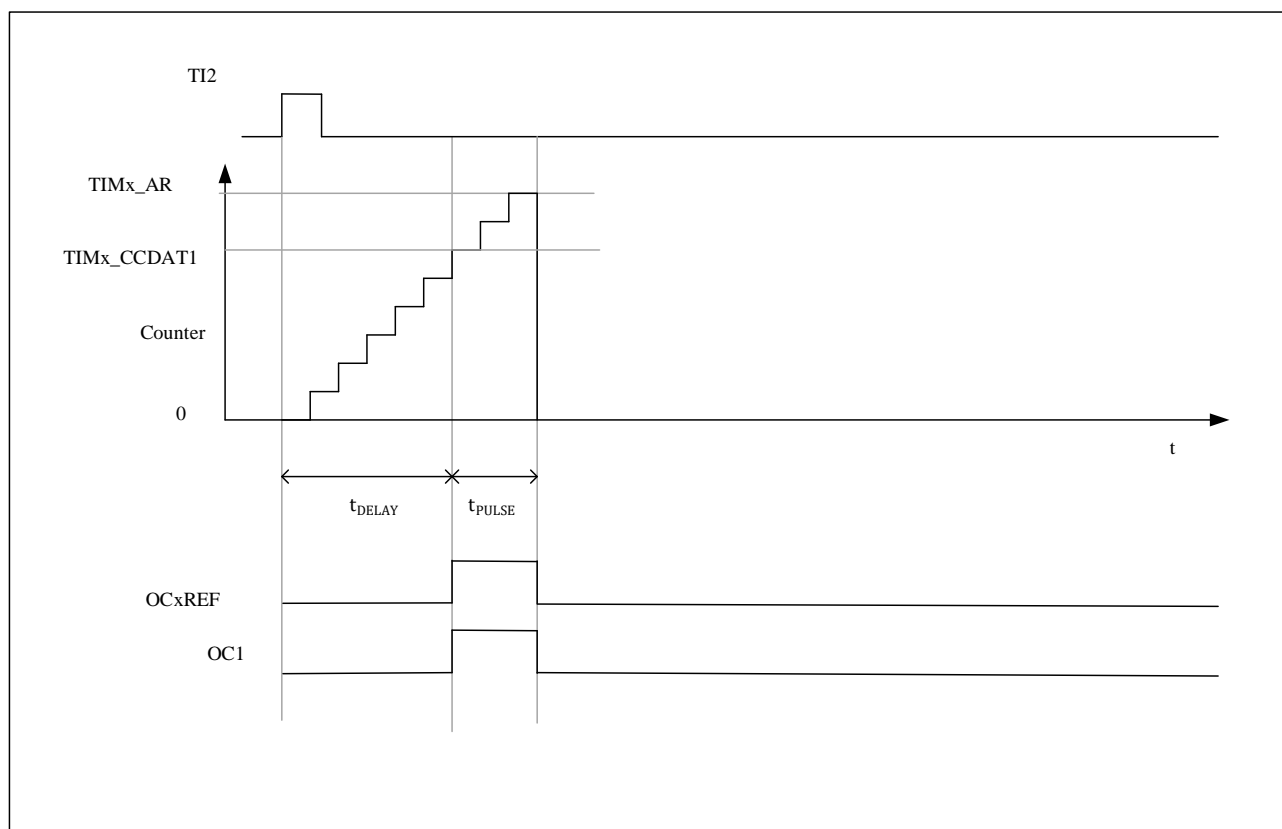 TI2
TIMx_AR
TIMx_CCDAT1
Counter
0
t
tDELAY
tPULSE
OCxREF
OC1